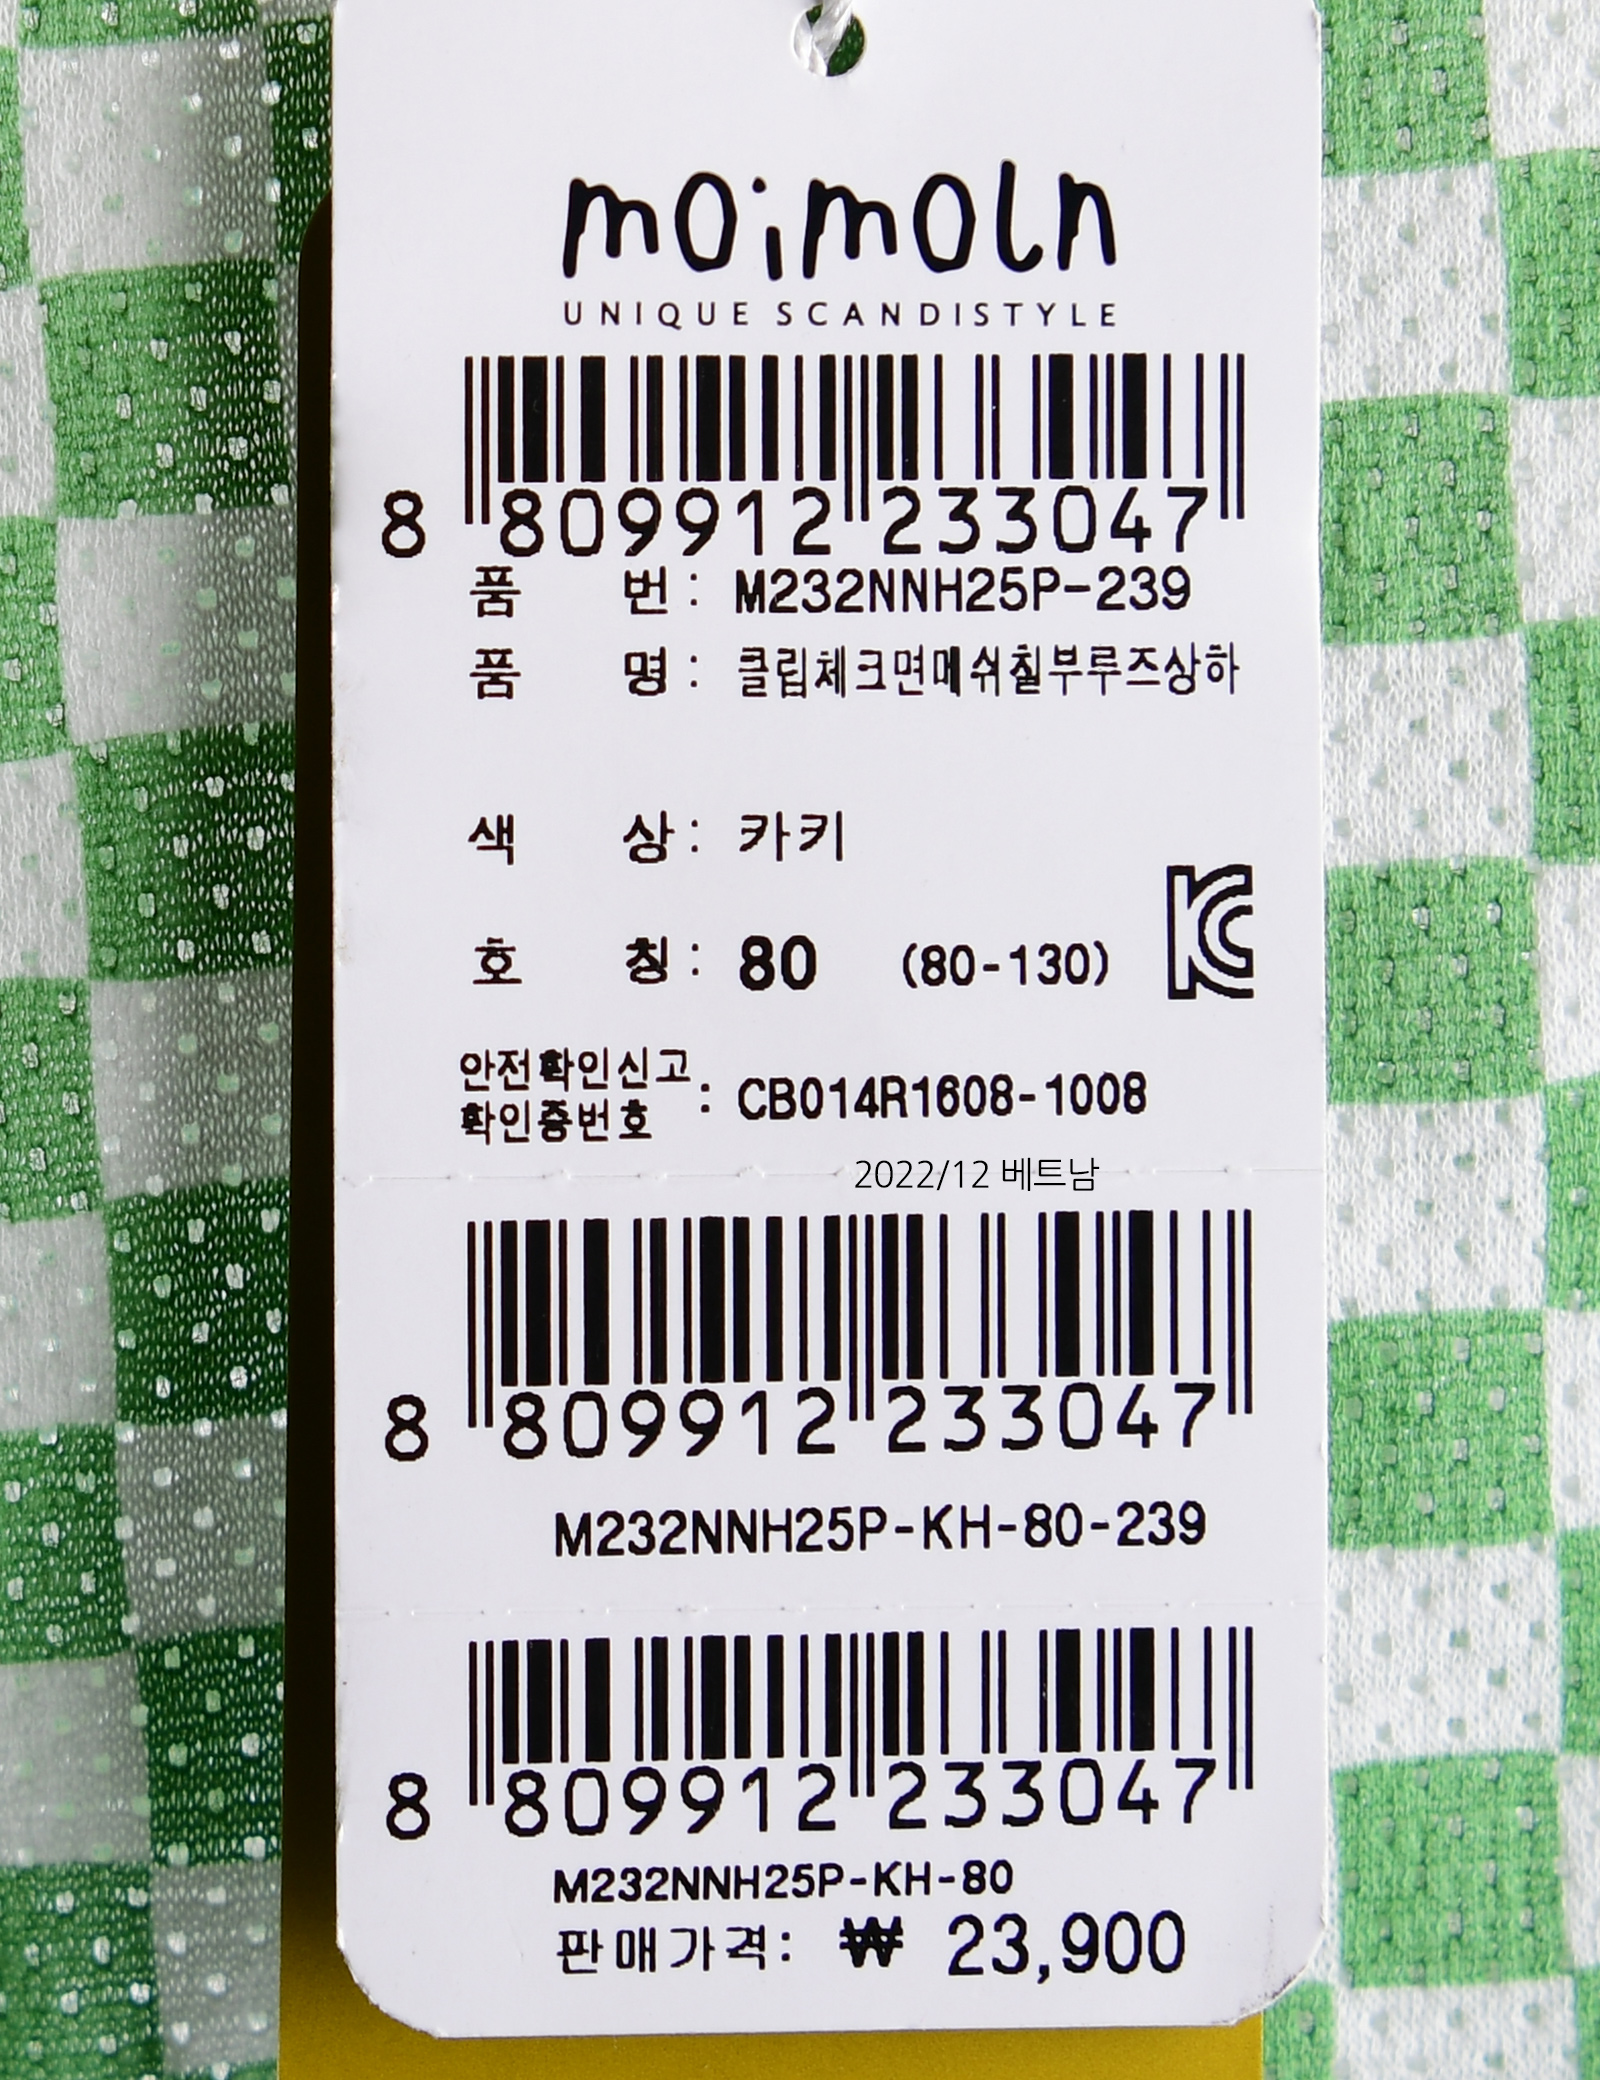 moimoln
UNIQUE SCANDISTYLE
8 809912 233047
품 번 : M232NNH25P-239
품 명 : 클립체크면메쉬칠부루즈상하
색 상 : 카키
호 칭 : 80 (80-130)
안전확인신고
확인증번호 : CB014R1608-1008
2022/12 베트남
8 809912 233047
M232NNH25P-KH-80-239
8 809912 233047
M232NNH25P-KH-80
판매가격: ₩ 23,900